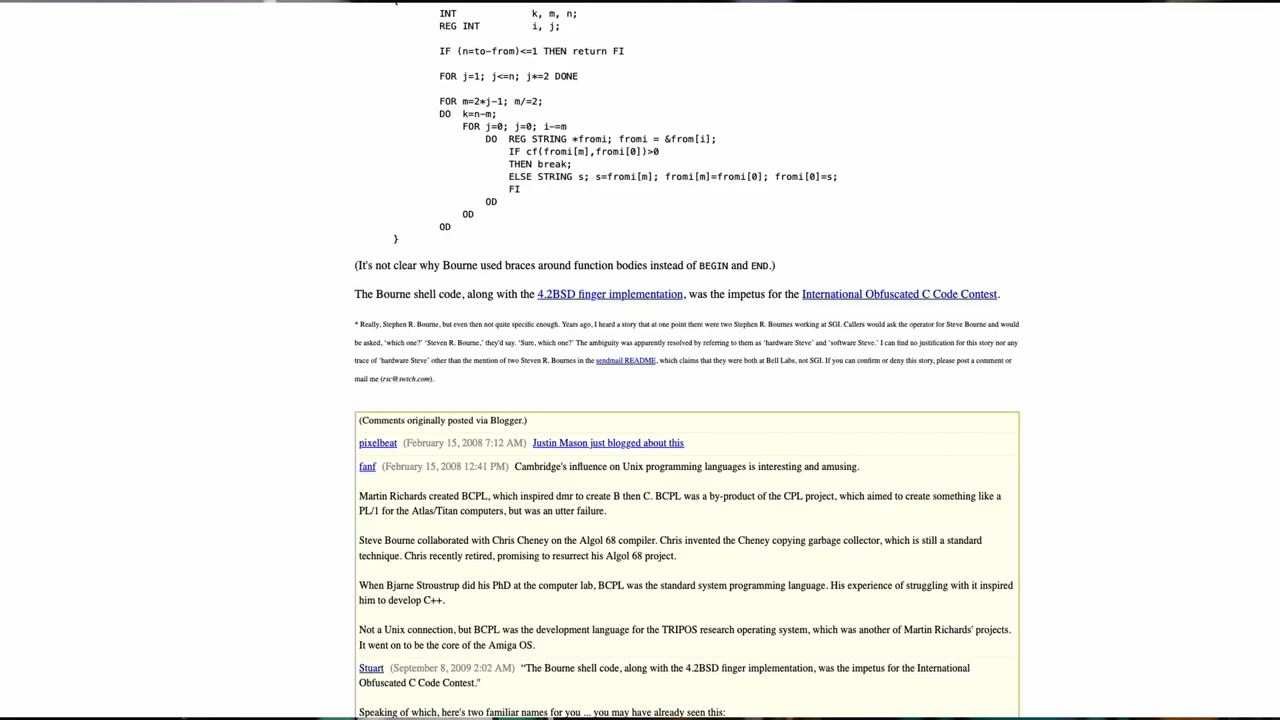 {
INT k, m, n;
REG INT i, j;
IF (n=to-from)<=1 THEN return FI
FOR j=1; j<=n; j*=2 DONE
FOR m=2*j-1; m/=2;
DO k=n-m;
FOR j=0; j=0; i-=m
DO REG STRING *fromi; fromi = &from[i];
IF cf(fromi[m],fromi[0])>0
THEN break;
ELSE STRING s; s=fromi[m]; fromi[m]=fromi[0]; fromi[0]=s;
FI
OD
OD
OD
}
(It's not clear why Bourne used braces around function bodies instead of BEGIN and END.)
The Bourne shell code, along with the 4.2BSD finger implementation, was the impetus for the International Obfuscated C Code Contest.
* Really, Stephen R. Bourne, but even then not quite specific enough. Years ago, I heard a story that at one point there were two Stephen R. Bournes working at SGI. Callers would ask the operator for Steve Bourne and would
be asked, ‘which one?’ ‘Steven R. Bourne,’ they'd say. ‘Sure, which one?’ The ambiguity was apparently resolved by referring to them as ‘hardware Steve’ and ‘software Steve.’ I can find no justification for this story nor any
trace of ‘hardware Steve’ other than the mention of two Steven R. Bournes in the sendmail README, which claims that they were both at Bell Labs, not SGI. If you can confirm or deny this story, please post a comment or
mail me (rsc@swtch.com).
(Comments originally posted via Blogger.)
pixelbeat (February 15, 2008 7:12 AM) Justin Mason just blogged about this
fanf (February 15, 2008 12:41 PM) Cambridge's influence on Unix programming languages is interesting and amusing.
Martin Richards created BCPL, which inspired dmr to create B then C. BCPL was a by-product of the CPL project, which aimed to create something like a
PL/1 for the Atlas/Titan computers, but was an utter failure.
Steve Bourne collaborated with Chris Cheney on the Algol 68 compiler. Chris invented the Cheney copying garbage collector, which is still a standard
technique. Chris recently retired, promising to resurrect his Algol 68 project.
When Bjarne Stroustrup did his PhD at the computer lab, BCPL was the standard system programming language. His experience of struggling with it inspired
him to develop C++.
Not a Unix connection, but BCPL was the development language for the TRIPOS research operating system, which was another of Martin Richards' projects.
It went on to be the core of the Amiga OS.
Stuart (September 8, 2009 2:02 AM) “The Bourne shell code, along with the 4.2BSD finger implementation, was the impetus for the International
Obfuscated C Code Contest."
Speaking of which, here's two familiar names for you ... you may have already seen this: